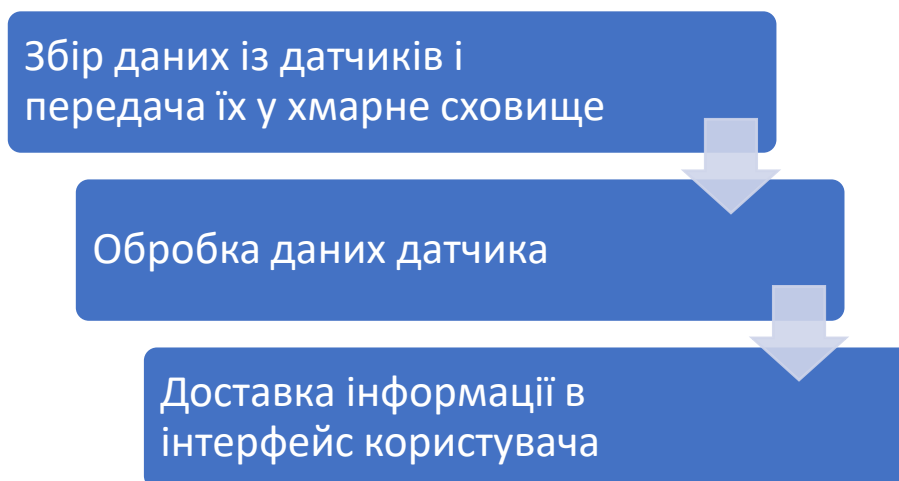 Збір даних із датчиків і
передача їх у хмарне сховище
Обробка даних датчика
Доставка інформації в
інтерфейс користувача